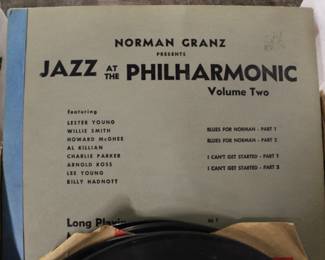 NORMAN GRANZ
PRESENTS
JAZZ AT THE PHILHARMONIC
Volume Two
featuring
LESTER YOUNG
WILLIE SMITH
HOWARD McGHEE
AL KILLIAN
CHARLIE PARKER
ARNOLD ROSS
LEE YOUNG
BILLY HADNOTT
BLUES FOR NORMAN - PART 1
BLUES FOR NORMAN - PART 2
I CAN'T GET STARTED - PART 1
I CAN'T GET STARTED - PART 2
Long